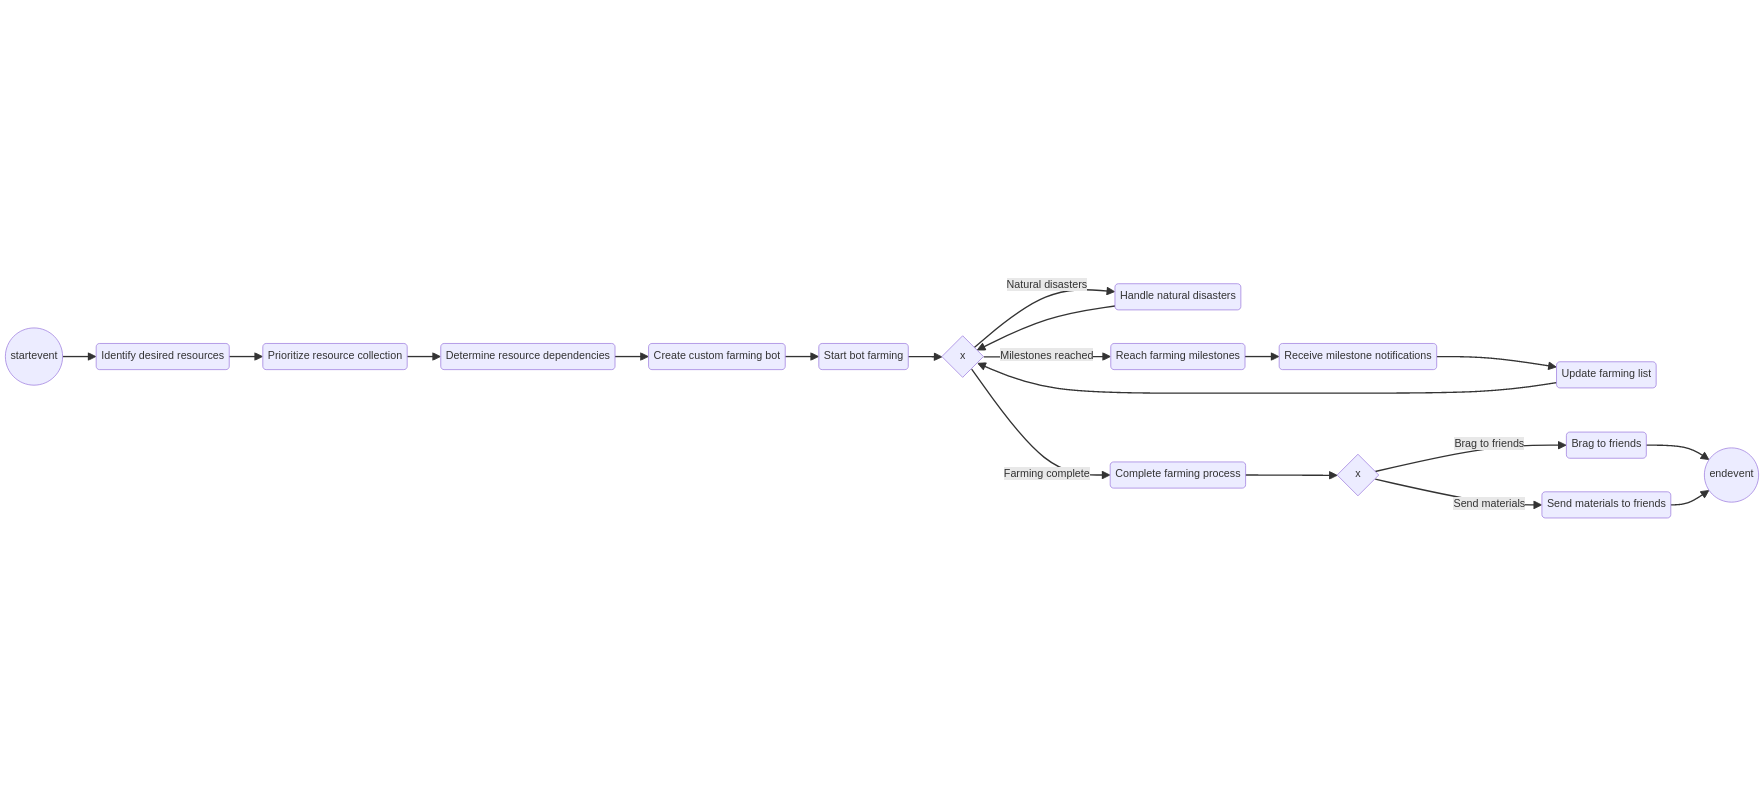 startevent
Identify desired resources
Prioritize resource collection
Determine resource dependencies
Create custom farming bot
Start bot farming
x
Natural disasters
Handle natural disasters
Milestones reached
Reach farming milestones
Receive milestone notifications
Update farming list
Farming complete
Complete farming process
x
Brag to friends
Brag to friends
Send materials
Send materials to friends
endevent